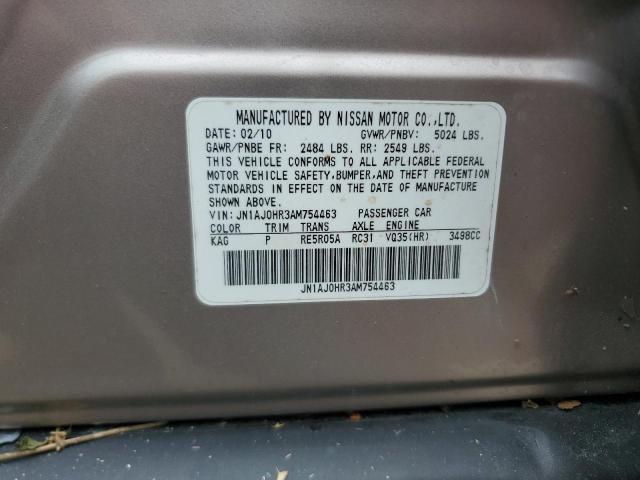 MANUFACTURED BY NISSAN MOTOR CO.,LTD.
DATE: 02/10 GVWR/PNBV: 5024 LBS.
GAWR/PNBE FR: 2484 LBS. RR: 2549 LBS.
THIS VEHICLE CONFORMS TO ALL APPLICABLE FEDERAL
MOTOR VEHICLE SAFETY,BUMPER,AND THEFT PREVENTION
STANDARDS IN EFFECT ON THE DATE OF MANUFACTURE
SHOWN ABOVE.
VIN: JN1AJ0HR3AM754463 PASSENGER CAR
COLOR TRIM TRANS AXLE ENGINE
KAG P RE5R05A RC31 VQ35(HR) 3498CC
JN1AJ0HR3AM754463